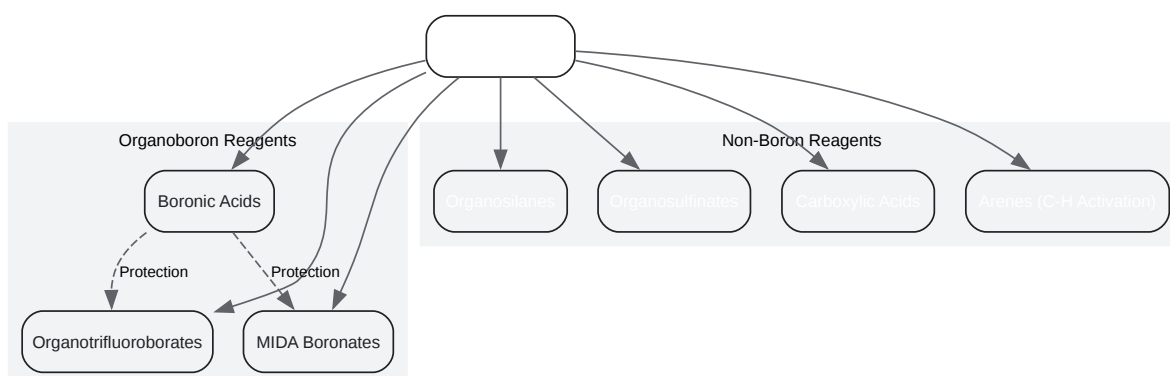 Organoboron Reagents
Non-Boron Reagents
Boronic Acids
Organosilanes
Organosulfinates
Carboxylic Acids
Arenes (C-H Activation)
Protection
Protection
Organotrifluoroborates
MIDA Boronates